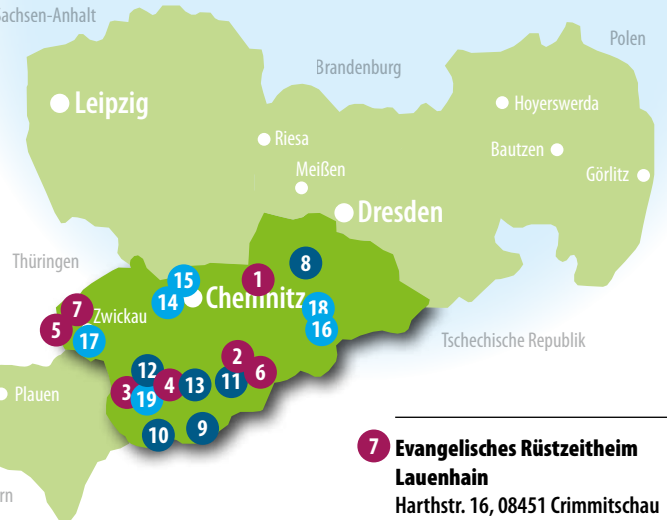 achsen-Anhalt
Polen
Brandenburg
Leipzig
Hoyerswerda
Riesa
Bautzen
Meißen
Görlitz
Dresden
Thüringen
8
15
1
14
Chemnitz
18
7
Zwickau
5
16
17
Tschechische Republik
2
12
6
3
4
13
11
Plauen
19
10
9
7 Evangelisches Rüstzeitheim
Lauenhain
Harthstr. 16, 08451 Crimmitschau
rn